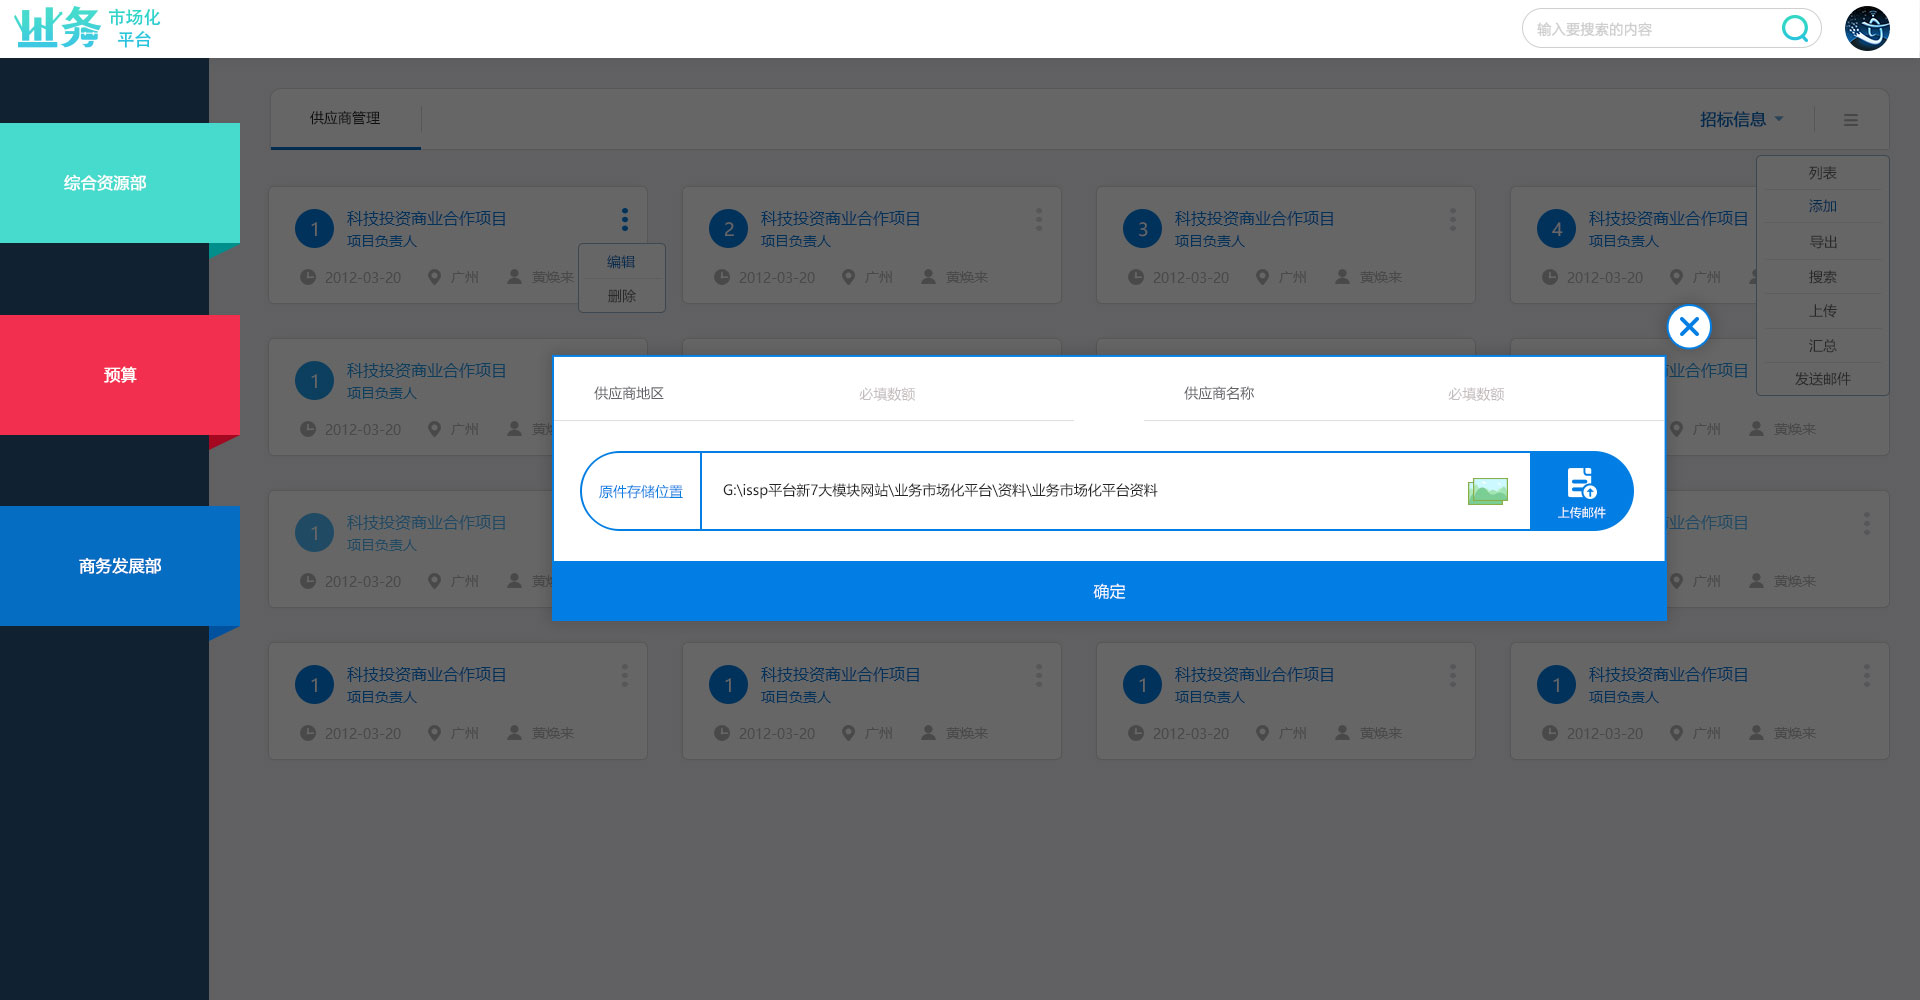 业务 市场化
平台
输入要搜索的内容
供应商管理
招标信息
综合资源部
预算
商务发展部
列表
添加
导出
搜索
上传
汇总
发送邮件
1 科技投资商业合作项目
项目负责人
2012-03-20 广州 黄焕来
编辑
删除
2 科技投资商业合作项目
项目负责人
2012-03-20 广州 黄焕来
3 科技投资商业合作项目
项目负责人
2012-03-20 广州 黄焕来
4 科技投资商业合作项目
项目负责人
2012-03-20 广州
1 科技投资商业合作项目
项目负责人
2012-03-20 广州 黄
业合作项目
广州 黄焕来
供应商地区 必填数额 供应商名称 必填数额
原件存储位置 G:\issp平台新7大模块网站\业务市场化平台\资料\业务市场化平台资料
上传邮件
确定
1 科技投资商业合作项目
项目负责人
2012-03-20 广州 黄
业合作项目
广州 黄焕来
1 科技投资商业合作项目
项目负责人
2012-03-20 广州 黄焕来
1 科技投资商业合作项目
项目负责人
2012-03-20 广州 黄焕来
1 科技投资商业合作项目
项目负责人
2012-03-20 广州 黄焕来
1 科技投资商业合作项目
项目负责人
2012-03-20 广州 黄焕来